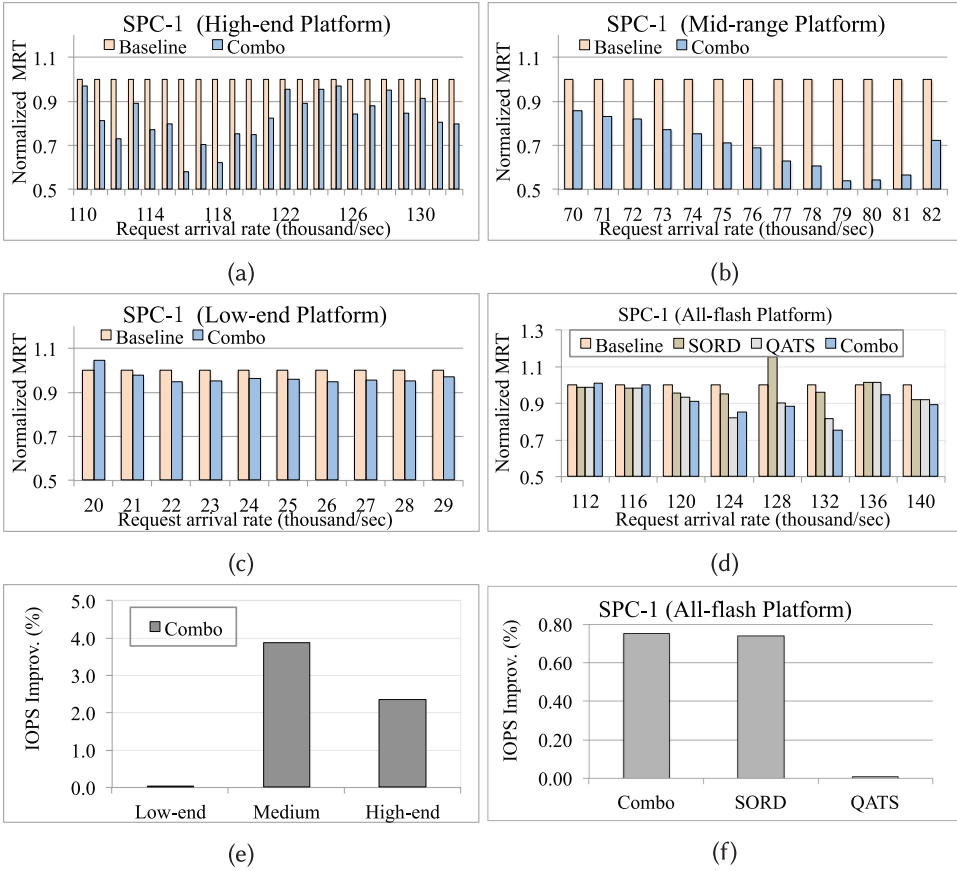 SPC-1 (High-end Platform)
Baseline Combo
Normalized MRT
1.1
0.9
0.7
0.5
110 114 118 122 126 130
Request arrival rate (thousand/sec)
(a)
SPC-1 (Mid-range Platform)
Baseline Combo
Normalized MRT
1.1
0.9
0.7
0.5
70 71 72 73 74 75 76 77 78 79 80 81 82
Request arrival rate (thousand/sec)
(b)
SPC-1 (Low-end Platform)
Baseline Combo
Normalized MRT
1.1
0.9
0.7
0.5
20 21 22 23 24 25 26 27 28 29
Request arrival rate (thousand/sec)
(c)
SPC-1 (All-flash Platform)
Baseline SORD QATS Combo
Normalized MRT
1.3
1.1
0.9
0.7
0.5
112 116 120 124 128 132 136 140
Request arrival rate (thousand/sec)
(d)
Combo
IOPS Improv. (%)
5.0
4.0
3.0
2.0
1.0
0.0
Low-end Medium High-end
(e)
SPC-1 (All-flash Platform)
IOPS Improv. (%)
0.80
0.60
0.40
0.20
0.00
Combo SORD QATS
(f)